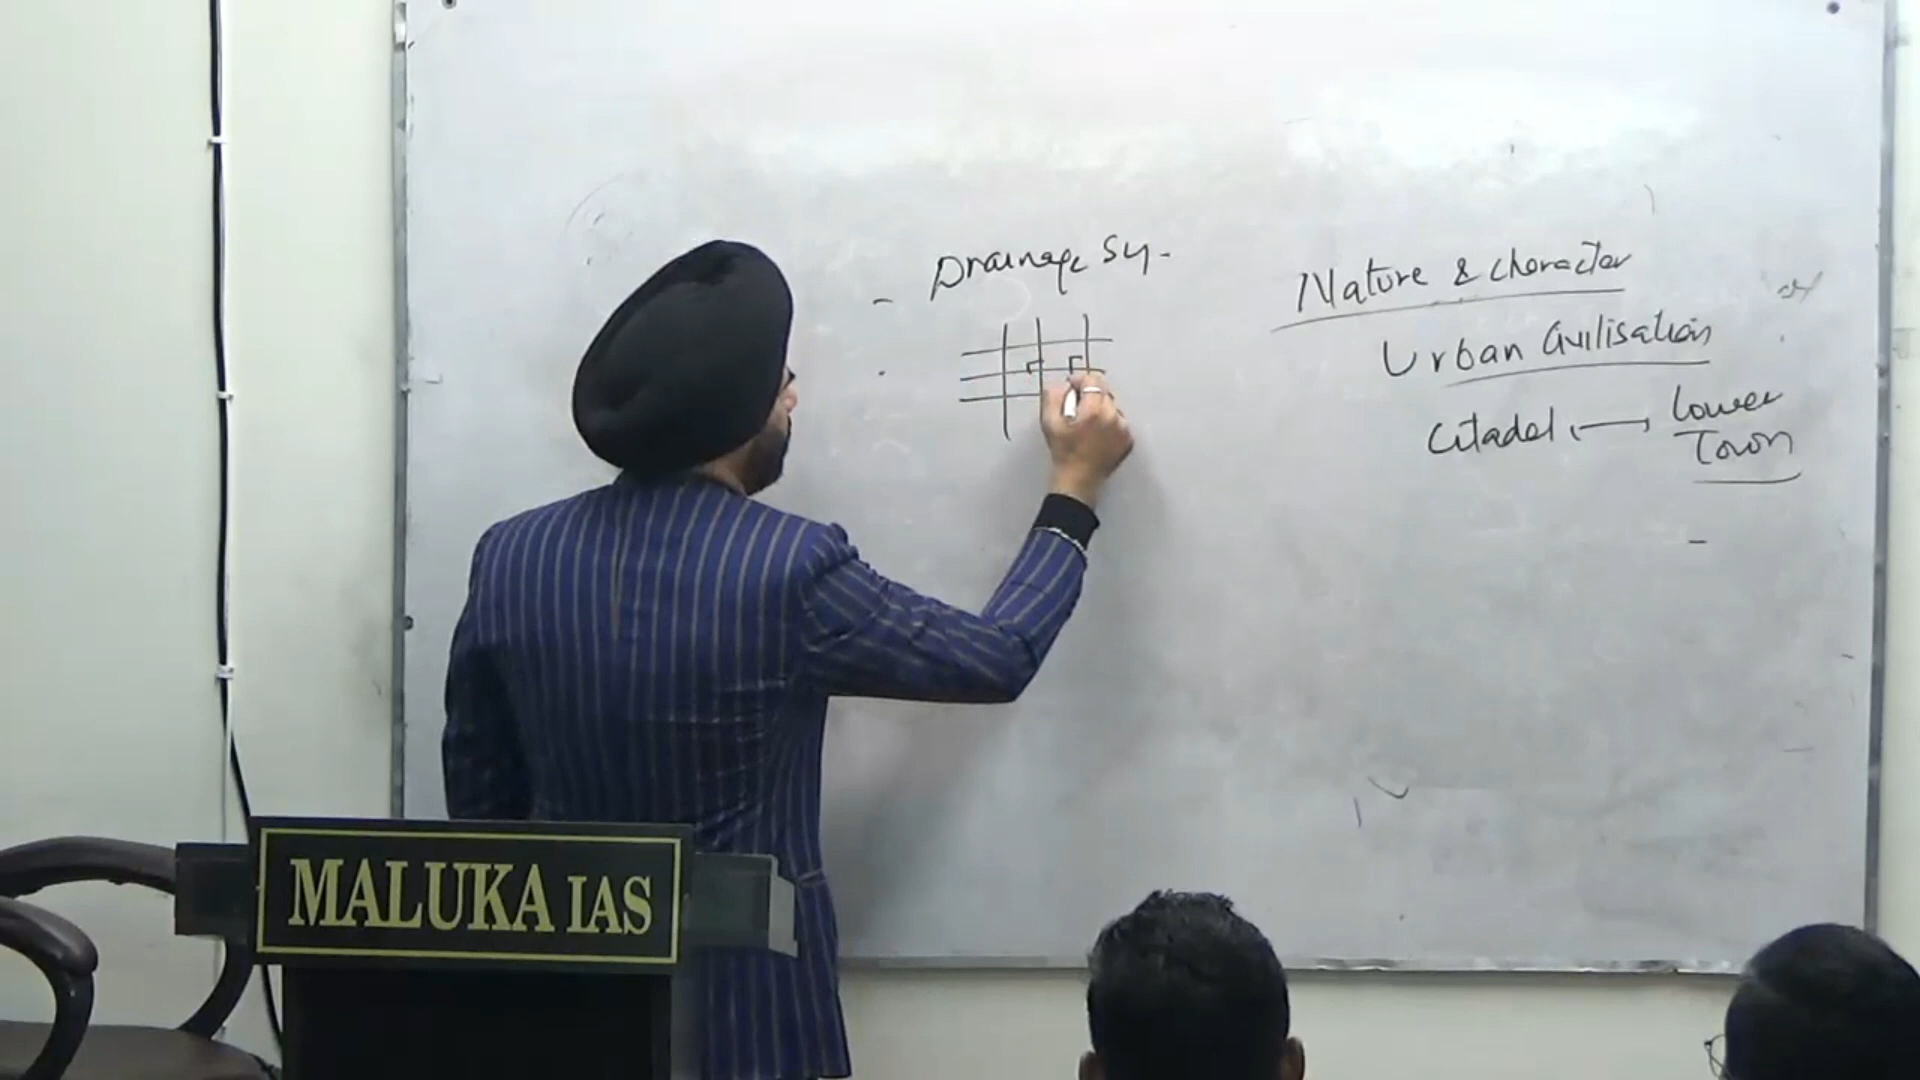 - Drainage Sy.
Nature & character
Urban Civilisation
Citadel Lower
Town
MALUKA IAS